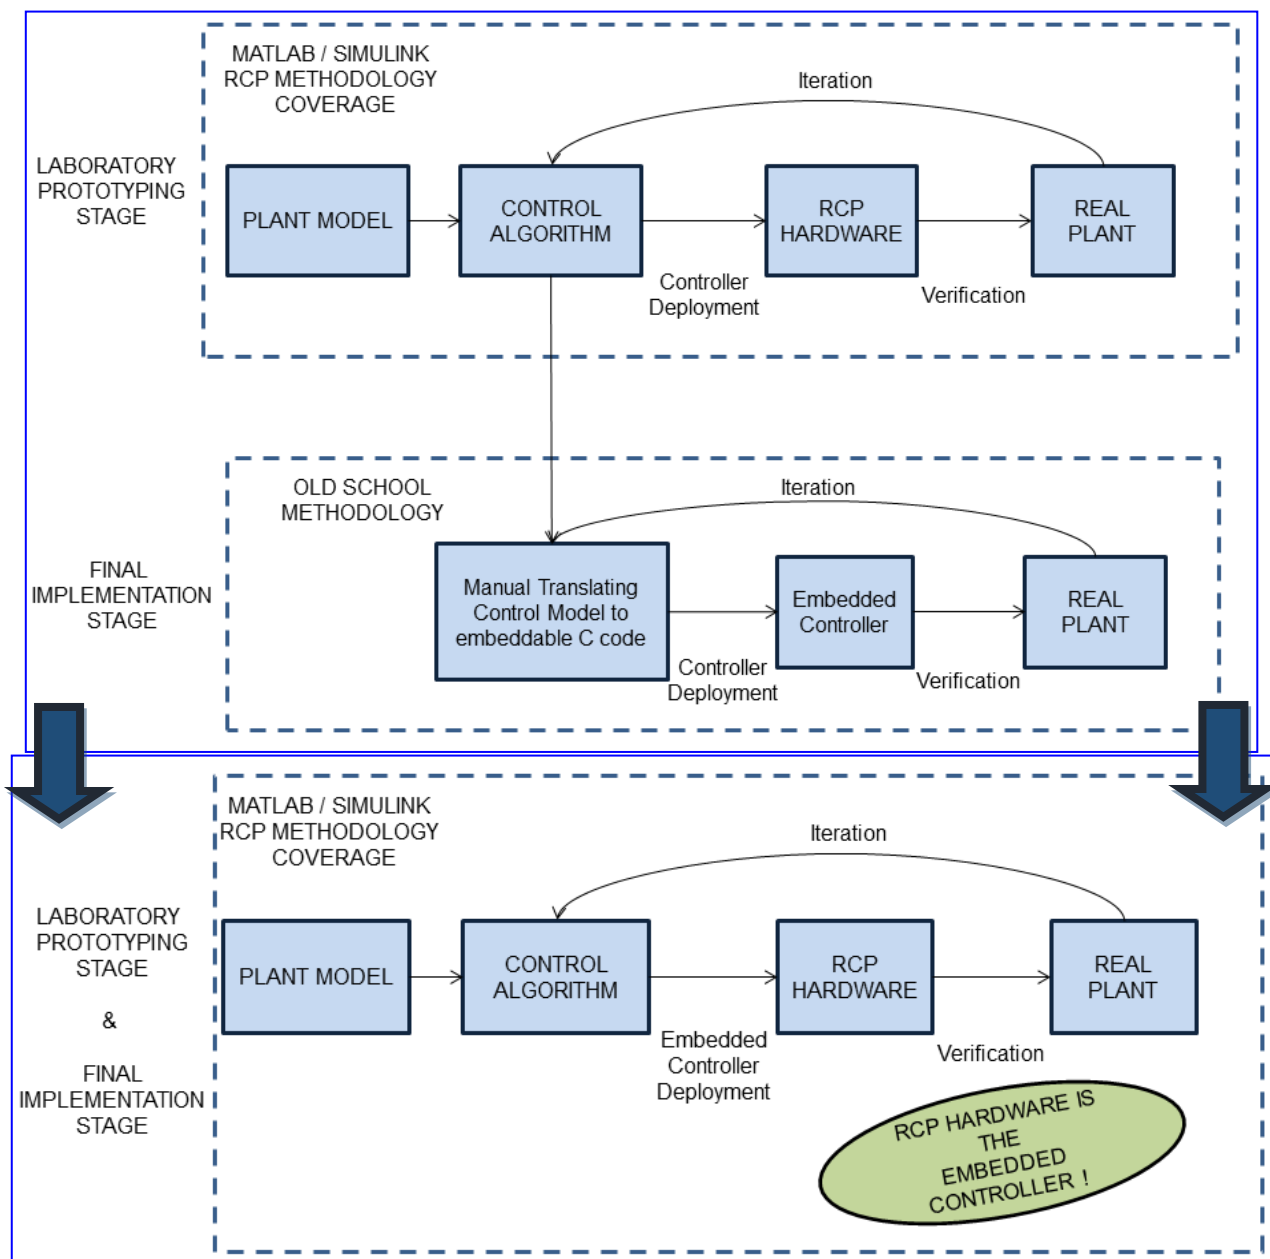 MATLAB / SIMULINK
RCP METHODOLOGY
COVERAGE
Iteration
LABORATORY
PROTOTYPING
STAGE
PLANT MODEL
CONTROL
ALGORITHM
RCP
HARDWARE
REAL
PLANT
Controller
Deployment
Verification
OLD SCHOOL
METHODOLOGY
Iteration
FINAL
IMPLEMENTATION
STAGE
Manual Translating
Control Model to
embeddable C code
Embedded
Controller
REAL
PLANT
Controller
Deployment
Verification
MATLAB / SIMULINK
RCP METHODOLOGY
COVERAGE
Iteration
LABORATORY
PROTOTYPING
STAGE
&
FINAL
IMPLEMENTATION
STAGE
PLANT MODEL
CONTROL
ALGORITHM
RCP
HARDWARE
REAL
PLANT
Embedded
Controller
Deployment
Verification
RCP HARDWARE IS
THE
EMBEDDED
CONTROLLER !